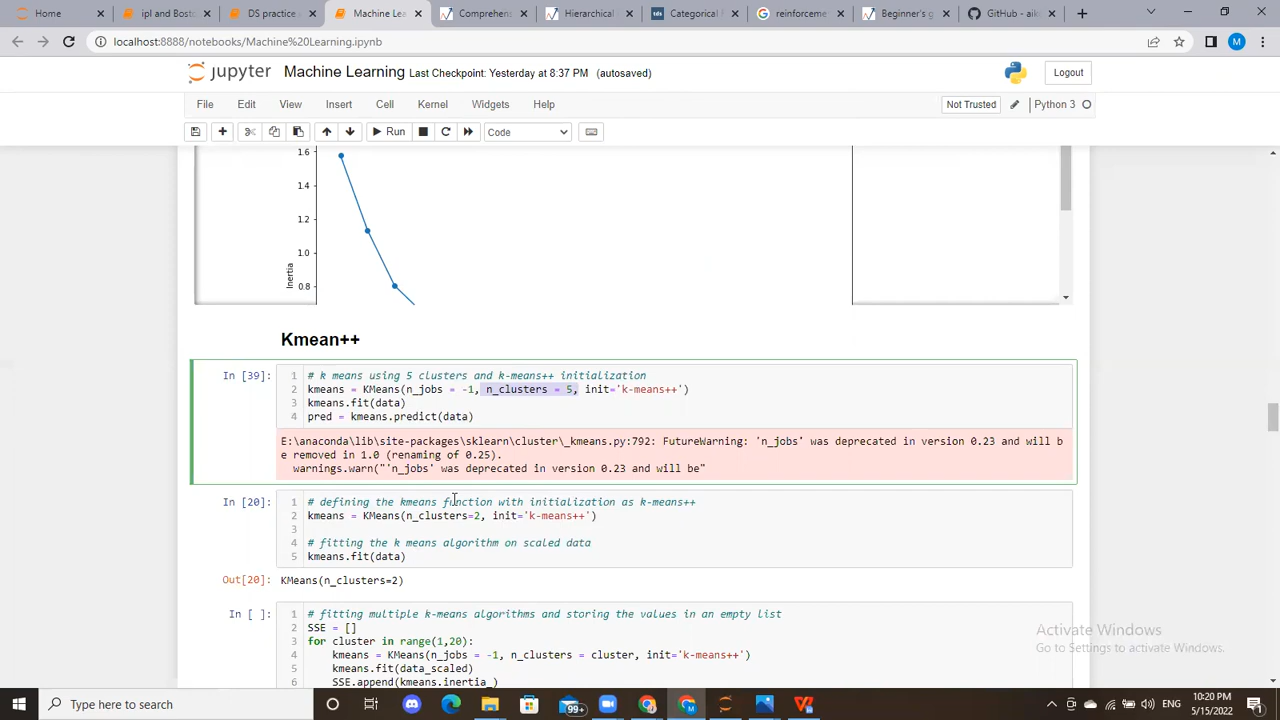 Home
ipl and Bosto
DS practice
Machine Lea
Comprehens
Hierarchical
tds
Categorical
reinforceme
Beginner's g
GitHub - aik
localhost:8888/notebooks/Machine%20Learning.ipynb
M
jupyter Machine Learning Last Checkpoint: Yesterday at 8:37 PM (autosaved)
Logout
File Edit View Insert Cell Kernel Widgets Help
Not Trusted
Python 3
Run
Code
1.6
1.4
1.2
1.0
0.8
Inertia
Kmean++
In [39]:
1 # k means using 5 clusters and k-means++ initialization
2 kmeans = KMeans(n_jobs = -1, n_clusters = 5, init='k-means++')
3 kmeans.fit(data)
4 pred = kmeans.predict(data)
E:\anaconda\lib\site-packages\sklearn\cluster\_kmeans.py:792: FutureWarning: 'n_jobs' was deprecated in version 0.23 and will b
e removed in 1.0 (renaming of 0.25).
warnings.warn("'n_jobs' was deprecated in version 0.23 and will be"
In [20]:
1 # defining the kmeans function with initialization as k-means++
2 kmeans = KMeans(n_clusters=2, init='k-means++')
3
4 # fitting the k means algorithm on scaled data
5 kmeans.fit(data)
Out[20]: KMeans(n_clusters=2)
In [ ]:
1 # fitting multiple k-means algorithms and storing the values in an empty list
2 SSE = []
3 for cluster in range(1,20):
4 kmeans = KMeans(n_jobs = -1, n_clusters = cluster, init='k-means++')
5 kmeans.fit(data_scaled)
6 SSE.append(kmeans.inertia_)
Activate Windows
Go to Settings to activate Windows.
Type here to search
99+
ENG
10:20 PM
5/15/2022